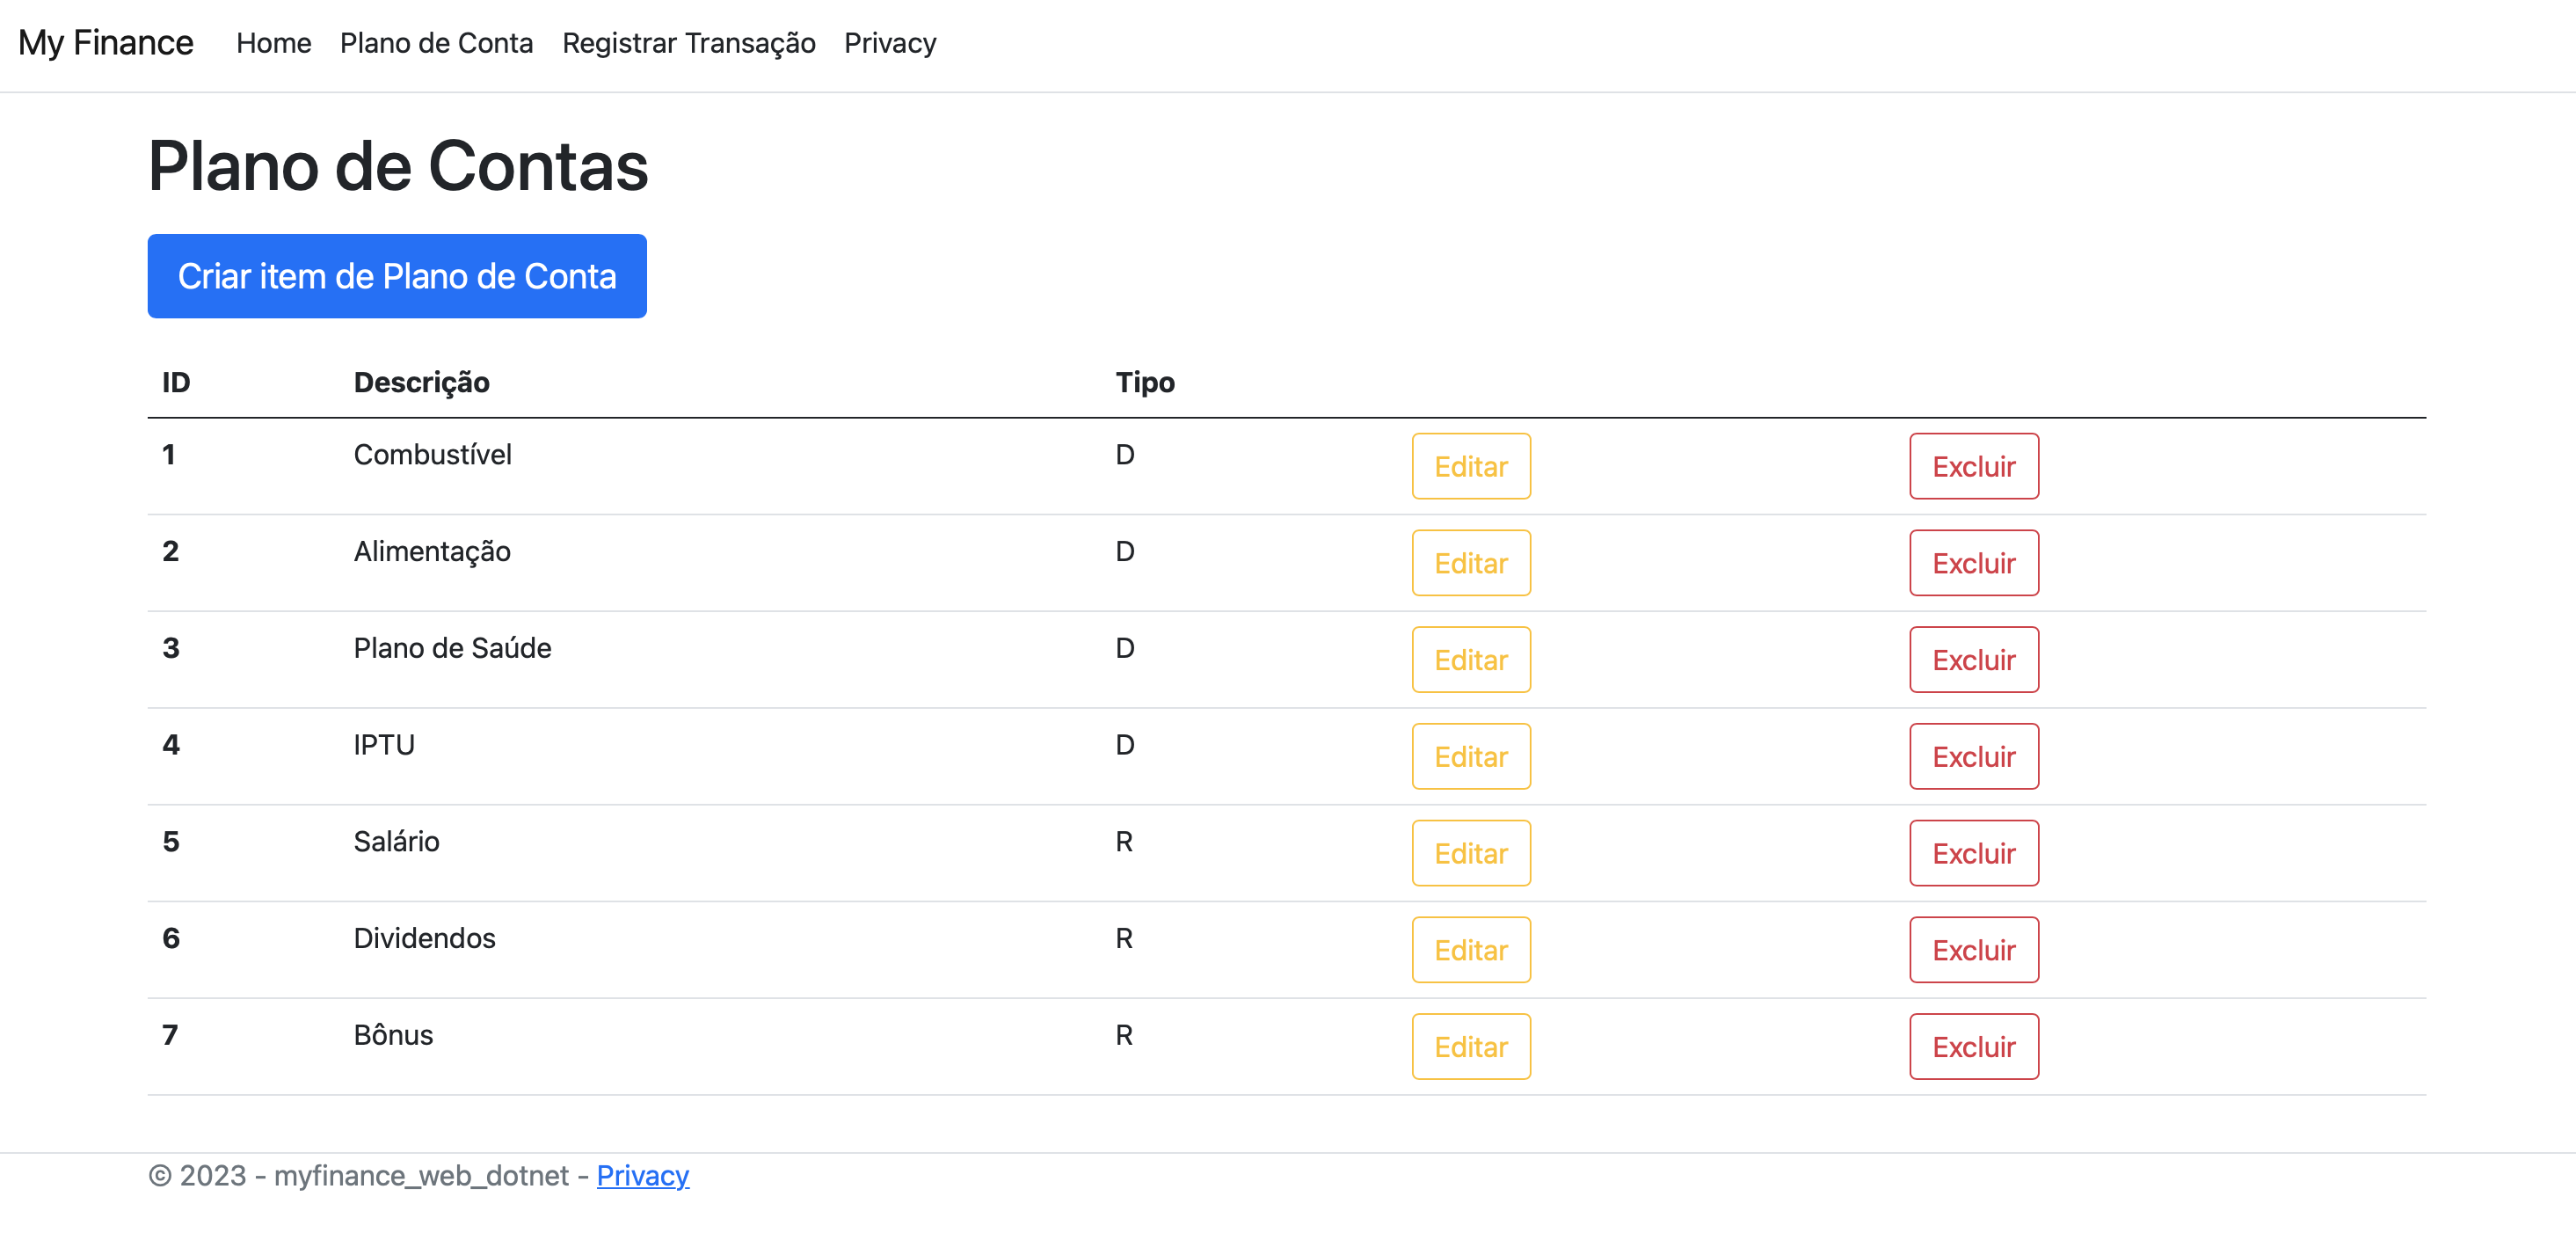 My Finance Home Plano de Conta Registrar Transação Privacy
Plano de Contas
Criar item de Plano de Conta
ID Descrição Tipo
1 Combustível D Editar Excluir
2 Alimentação D Editar Excluir
3 Plano de Saúde D Editar Excluir
4 IPTU D Editar Excluir
5 Salário R Editar Excluir
6 Dividendos R Editar Excluir
7 Bônus R Editar Excluir
© 2023 - myfinance_web_dotnet - Privacy